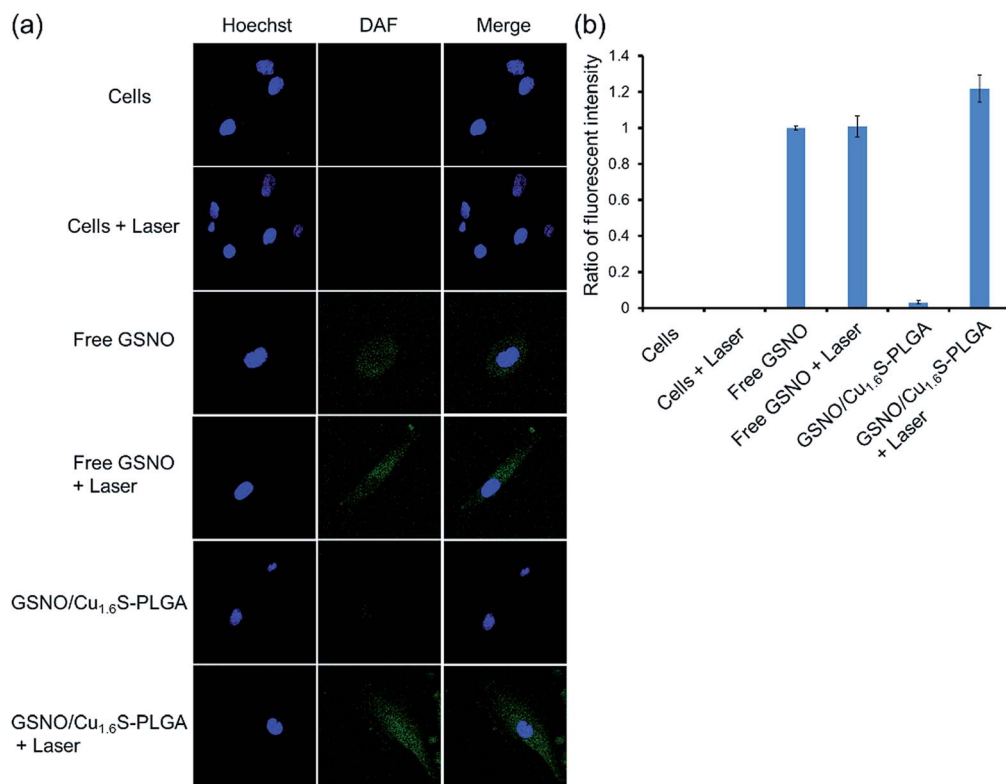 (a)
Hoechst DAF Merge
Cells
Cells + Laser
Free GSNO
Free GSNO
+ Laser
GSNO/Cu₁.₆S-PLGA
GSNO/Cu₁.₆S-PLGA
+ Laser
(b)
Ratio of fluorescent intensity
1.4
1.2
1
0.8
0.6
0.4
0.2
0
Cells
Cells + Laser
Free GSNO
Free GSNO + Laser
GSNO/Cu₁.₆S-PLGA
GSNO/Cu₁.₆S-PLGA
+ Laser